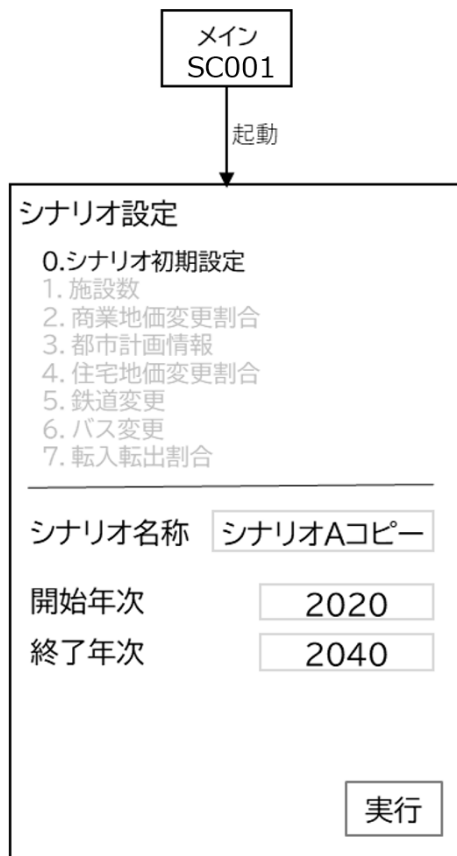 メイン
SC001
起動
シナリオ設定
0.シナリオ初期設定
1. 施設数
2. 商業地価変更割合
3. 都市計画情報
4. 住宅地価変更割合
5. 鉄道変更
6. バス変更
7. 転入転出割合
シナリオ名称 シナリオAコピー
開始年次 2020
終了年次 2040
実行